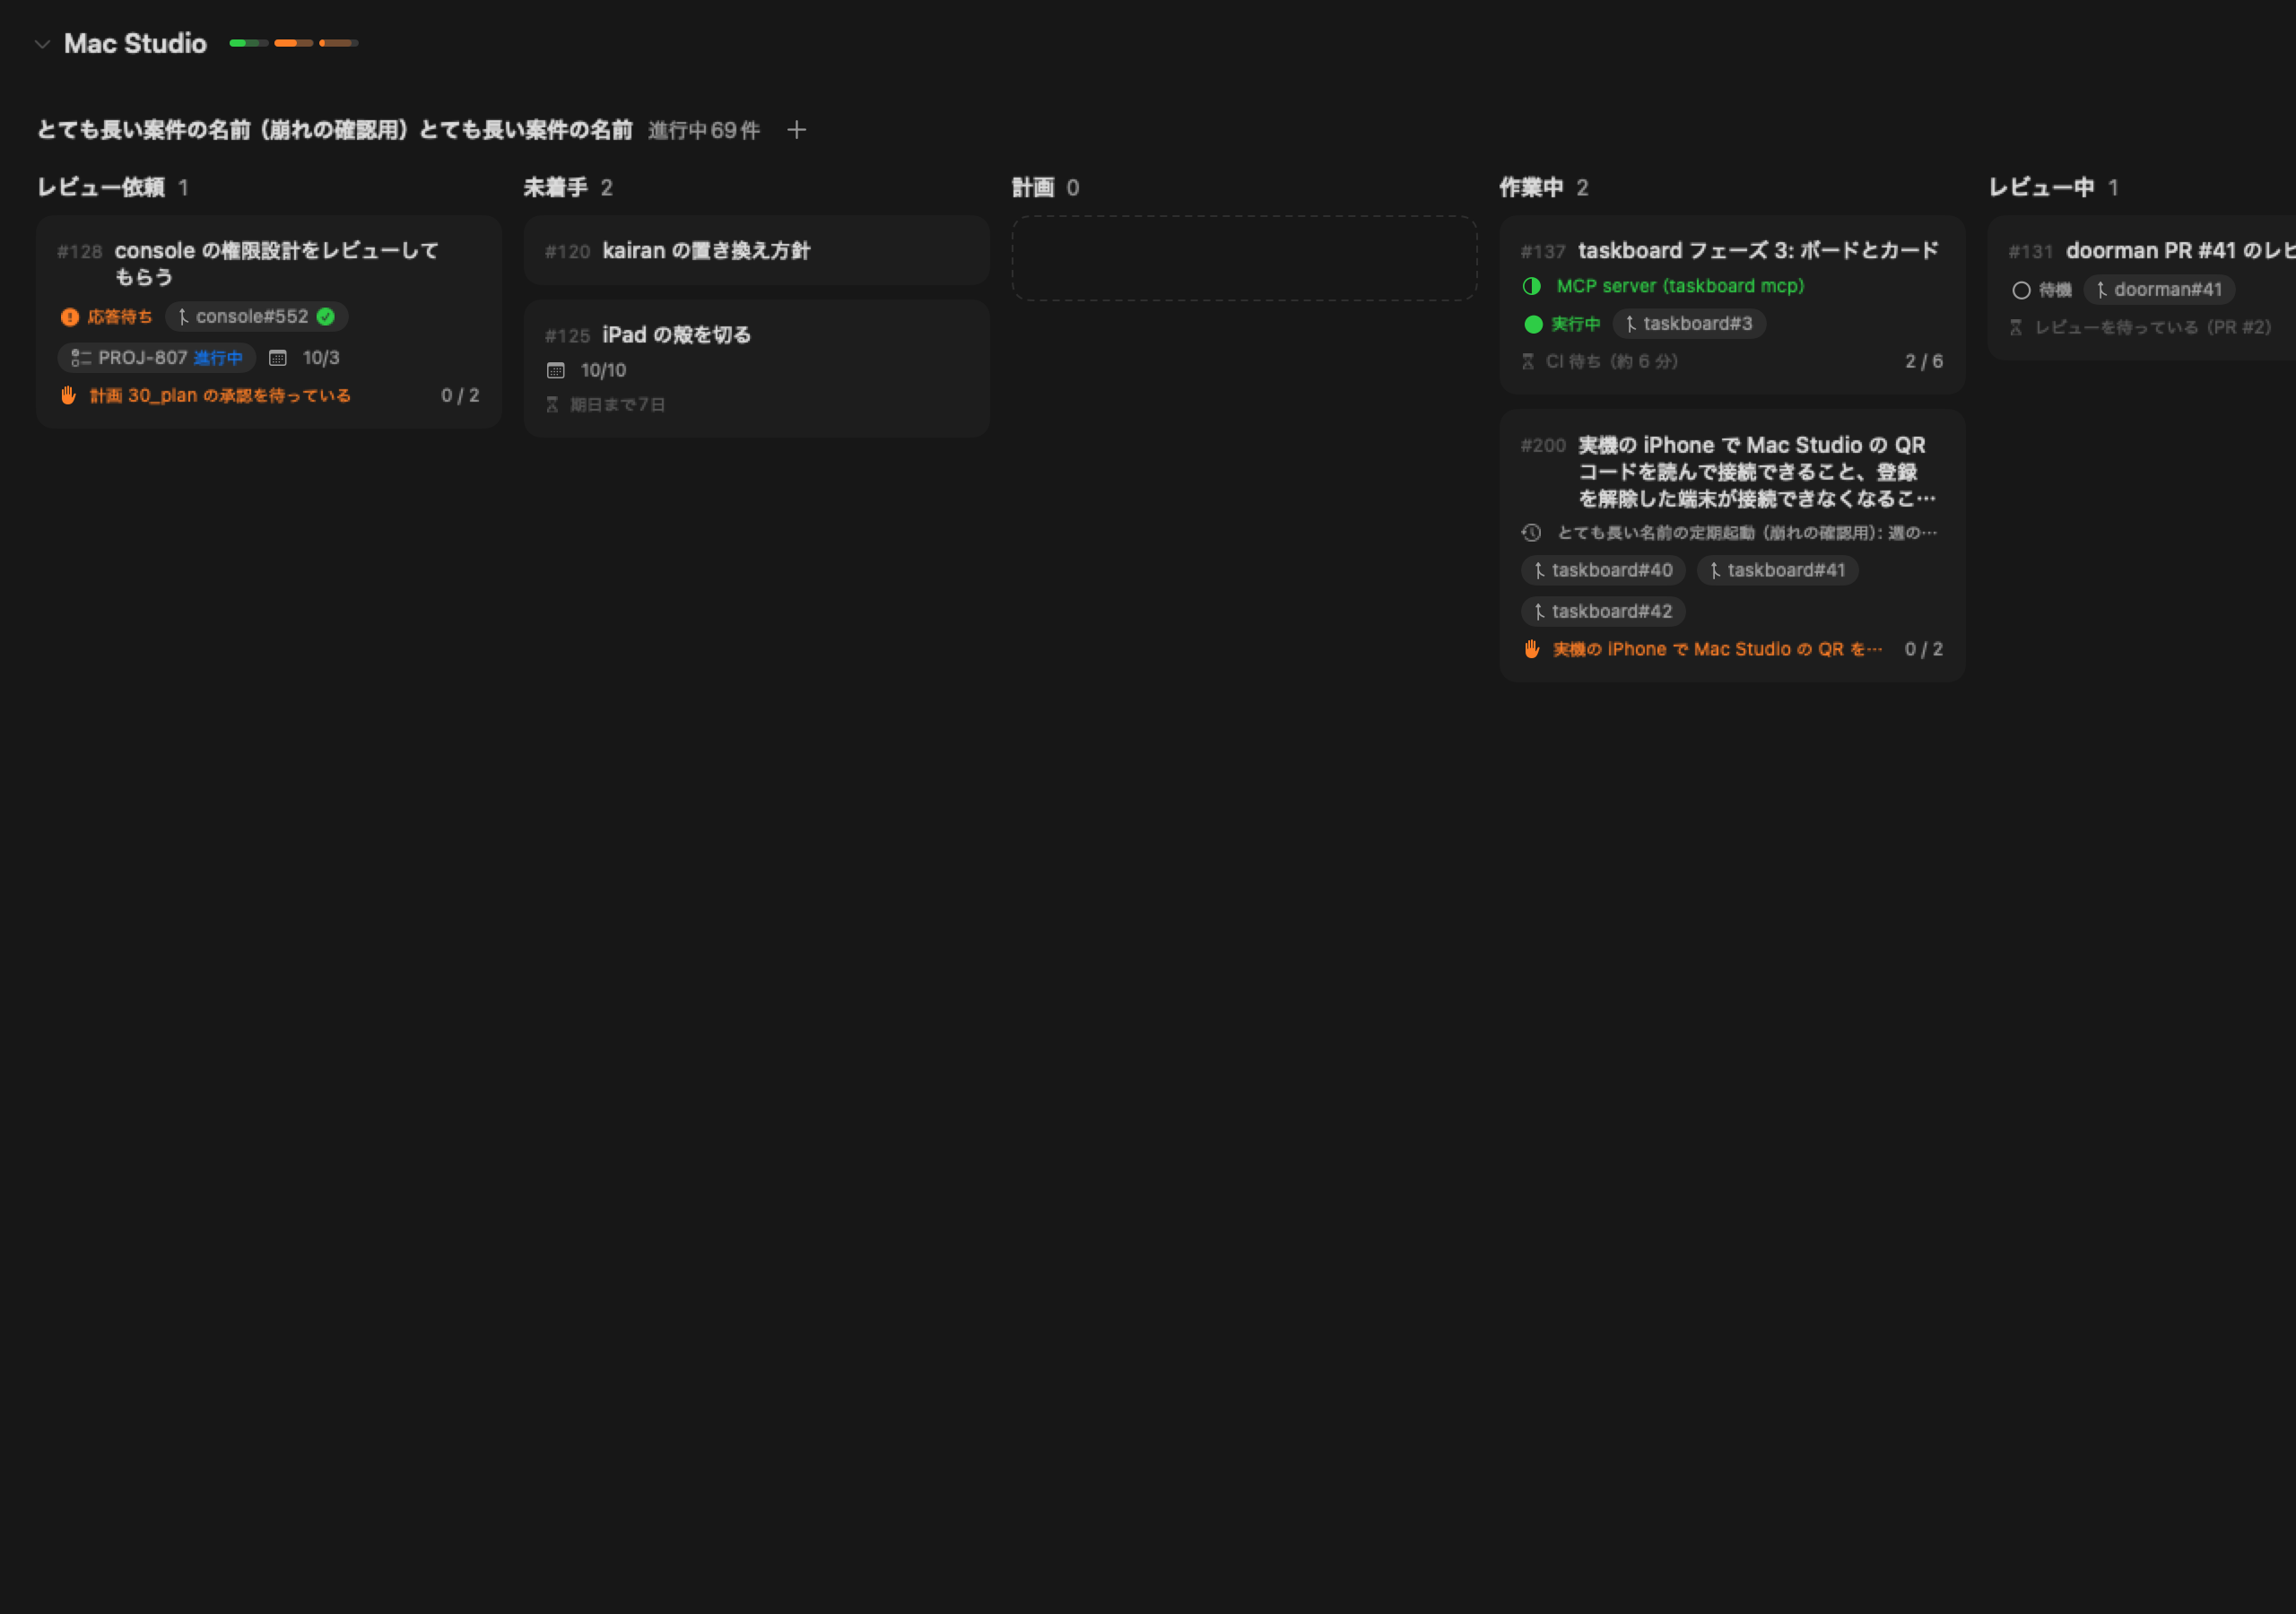 Mac Studio
とても長い案件の名前（崩れの確認用）とても長い案件の名前 進行中69件
レビュー依頼 1
#128 console の権限設計をレビューして
もらう
応答待ち console#552
PROJ-807 進行中 10/3
計画 30_plan の承認を待っている 0 / 2
未着手 2
#120 kairan の置き換え方針
#125 iPad の殻を切る
10/10
期日まで7日
計画 0
作業中 2
#137 taskboard フェーズ 3: ボードとカード
MCP server (taskboard mcp)
実行中 taskboard#3
CI 待ち（約 6 分） 2 / 6
#200 実機の iPhone で Mac Studio の QR
コードを読んで接続できること、登録
を解除した端末が接続できなくなるこ…
とても長い名前の定期起動（崩れの確認用）: 週の…
taskboard#40 taskboard#41
taskboard#42
実機の iPhone で Mac Studio の QR を… 0 / 2
レビュー中 1
#131 doorman PR #41 のレビ
待機 doorman#41
レビューを待っている（PR #2）